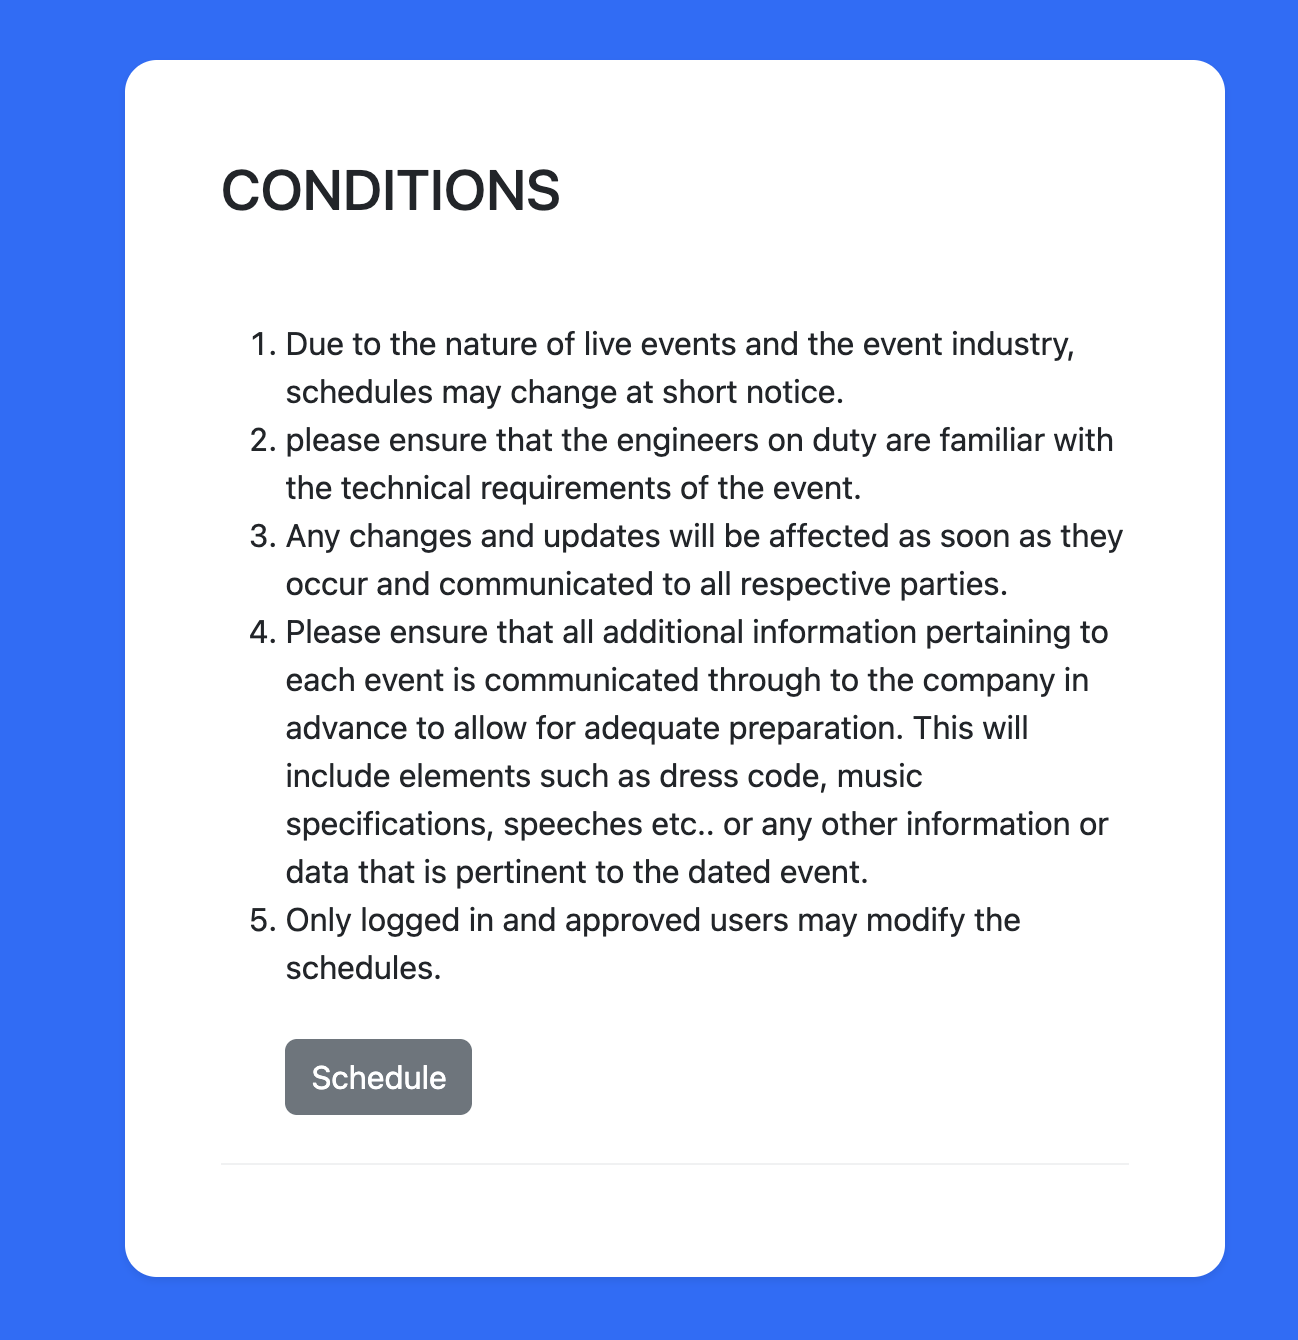 CONDITIONS
1. Due to the nature of live events and the event industry,
schedules may change at short notice.
2. please ensure that the engineers on duty are familiar with
the technical requirements of the event.
3. Any changes and updates will be affected as soon as they
occur and communicated to all respective parties.
4. Please ensure that all additional information pertaining to
each event is communicated through to the company in
advance to allow for adequate preparation. This will
include elements such as dress code, music
specifications, speeches etc.. or any other information or
data that is pertinent to the dated event.
5. Only logged in and approved users may modify the
schedules.
Schedule